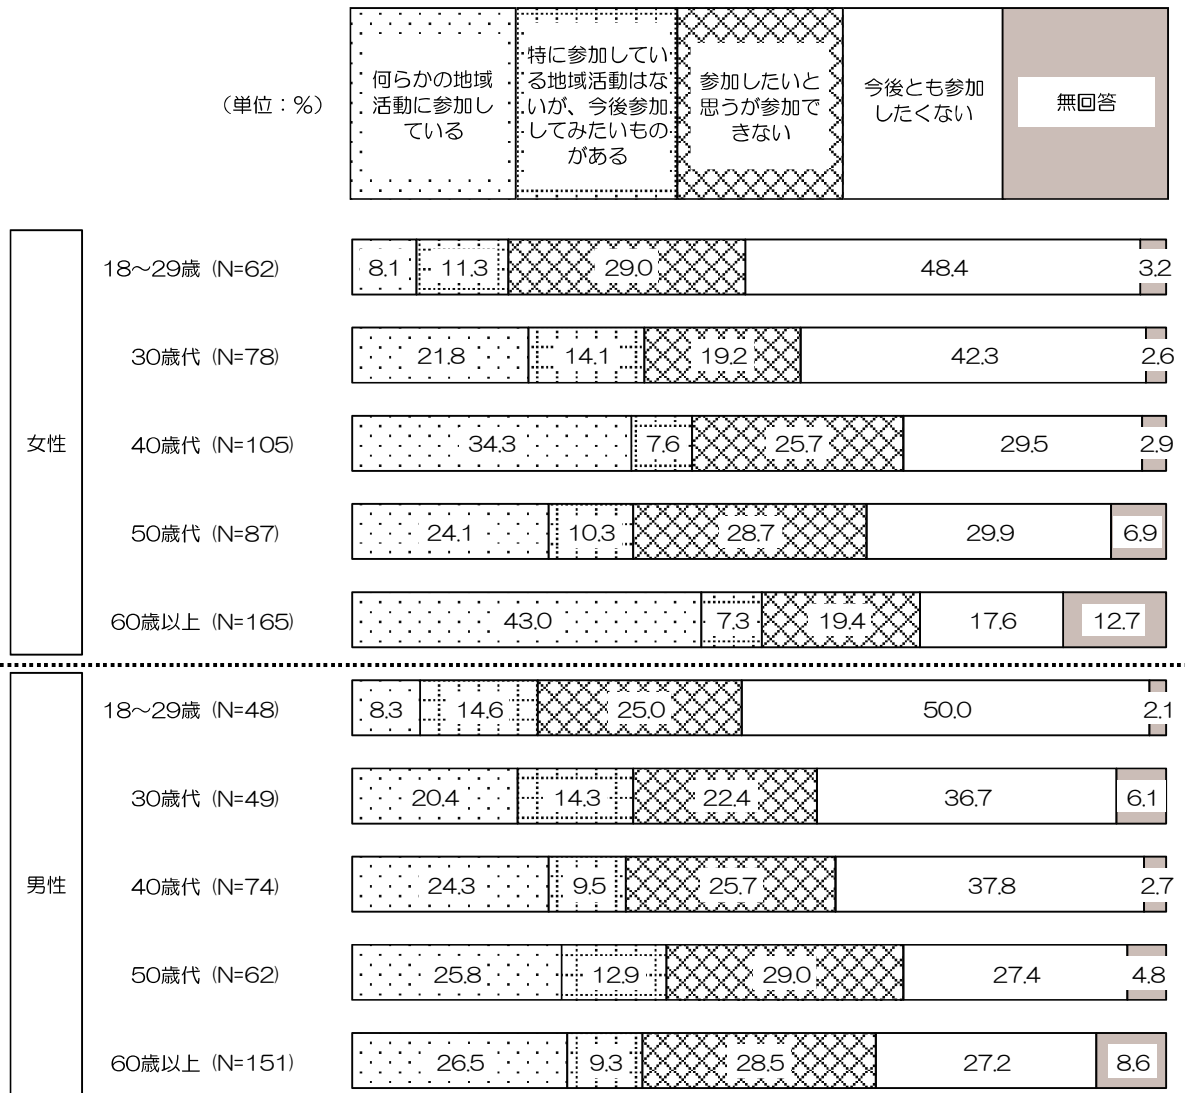 （単位：％）
何らかの地域
活動に参加し
ている
特に参加してい
る地域活動はな
いが、今後参加
してみたいもの
がある
参加したいと
思うが参加で
きない
今後とも参加
したくない
無回答
女性
18～29歳 (N=62)
8.1 11.3 29.0 48.4 3.2
30歳代 (N=78)
21.8 14.1 19.2 42.3 2.6
40歳代 (N=105)
34.3 7.6 25.7 29.5 2.9
50歳代 (N=87)
24.1 10.3 28.7 29.9 6.9
60歳以上 (N=165)
43.0 7.3 19.4 17.6 12.7
男性
18～29歳 (N=48)
8.3 14.6 25.0 50.0 2.1
30歳代 (N=49)
20.4 14.3 22.4 36.7 6.1
40歳代 (N=74)
24.3 9.5 25.7 37.8 2.7
50歳代 (N=62)
25.8 12.9 29.0 27.4 4.8
60歳以上 (N=151)
26.5 9.3 28.5 27.2 8.6